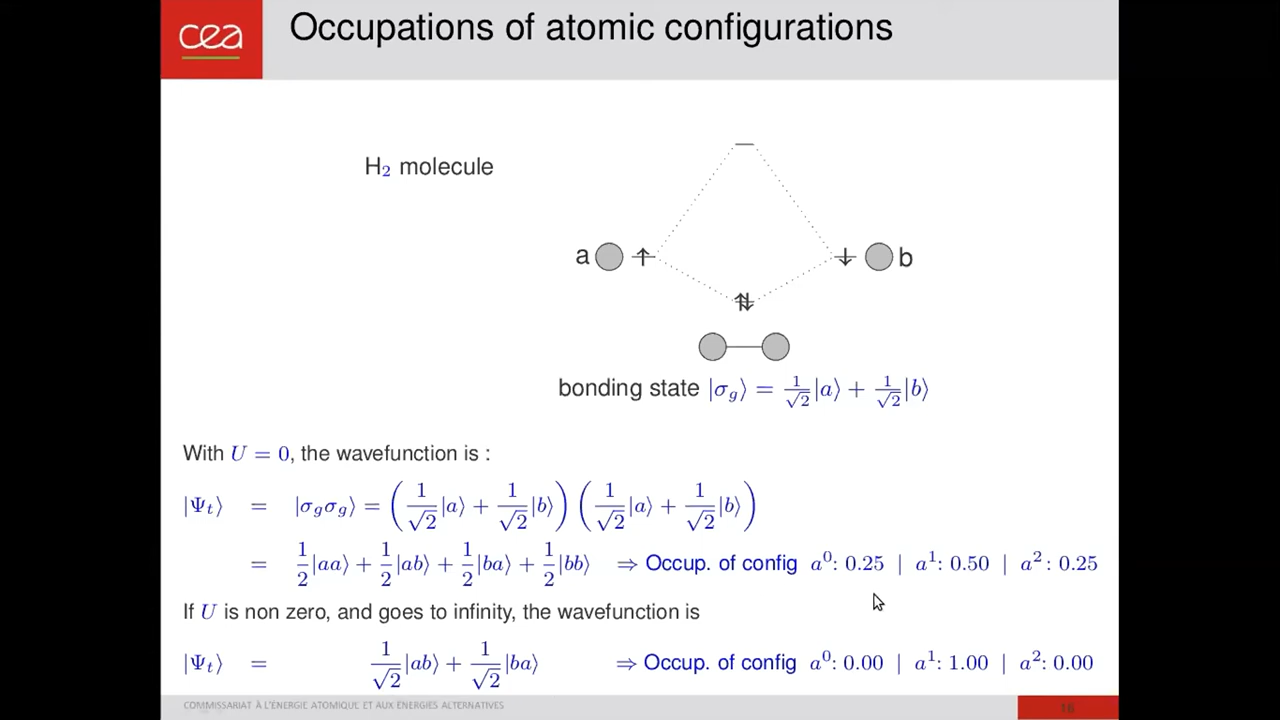 cea
Occupations of atomic configurations
H₂ molecule
a
b
bonding state |σ_g⟩ = 1/√2|a⟩ + 1/√2|b⟩
With U = 0, the wavefunction is :
|Ψ_t⟩ = |σ_gσ_g⟩ = (1/√2|a⟩ + 1/√2|b⟩)(1/√2|a⟩ + 1/√2|b⟩)
= 1/2|aa⟩ + 1/2|ab⟩ + 1/2|ba⟩ + 1/2|bb⟩ ⇒ Occup. of config a⁰: 0.25 | a¹: 0.50 | a² : 0.25
If U is non zero, and goes to infinity, the wavefunction is
|Ψ_t⟩ = 1/√2|ab⟩ + 1/√2|ba⟩ ⇒ Occup. of config a⁰: 0.00 | a¹: 1.00 | a²: 0.00
COMMISSARIAT À L'ÉNERGIE ATOMIQUE ET AUX ÉNERGIES ALTERNATIVES
16